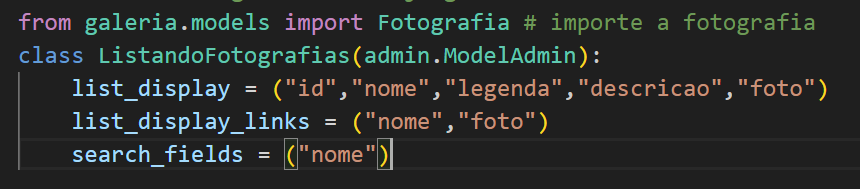 from galeria.models import Fotografia # importe a fotografia
class ListandoFotografias(admin.ModelAdmin):
    list_display = ("id","nome","legenda","descricao","foto")
    list_display_links = ("nome","foto")
    search_fields = ("nome")